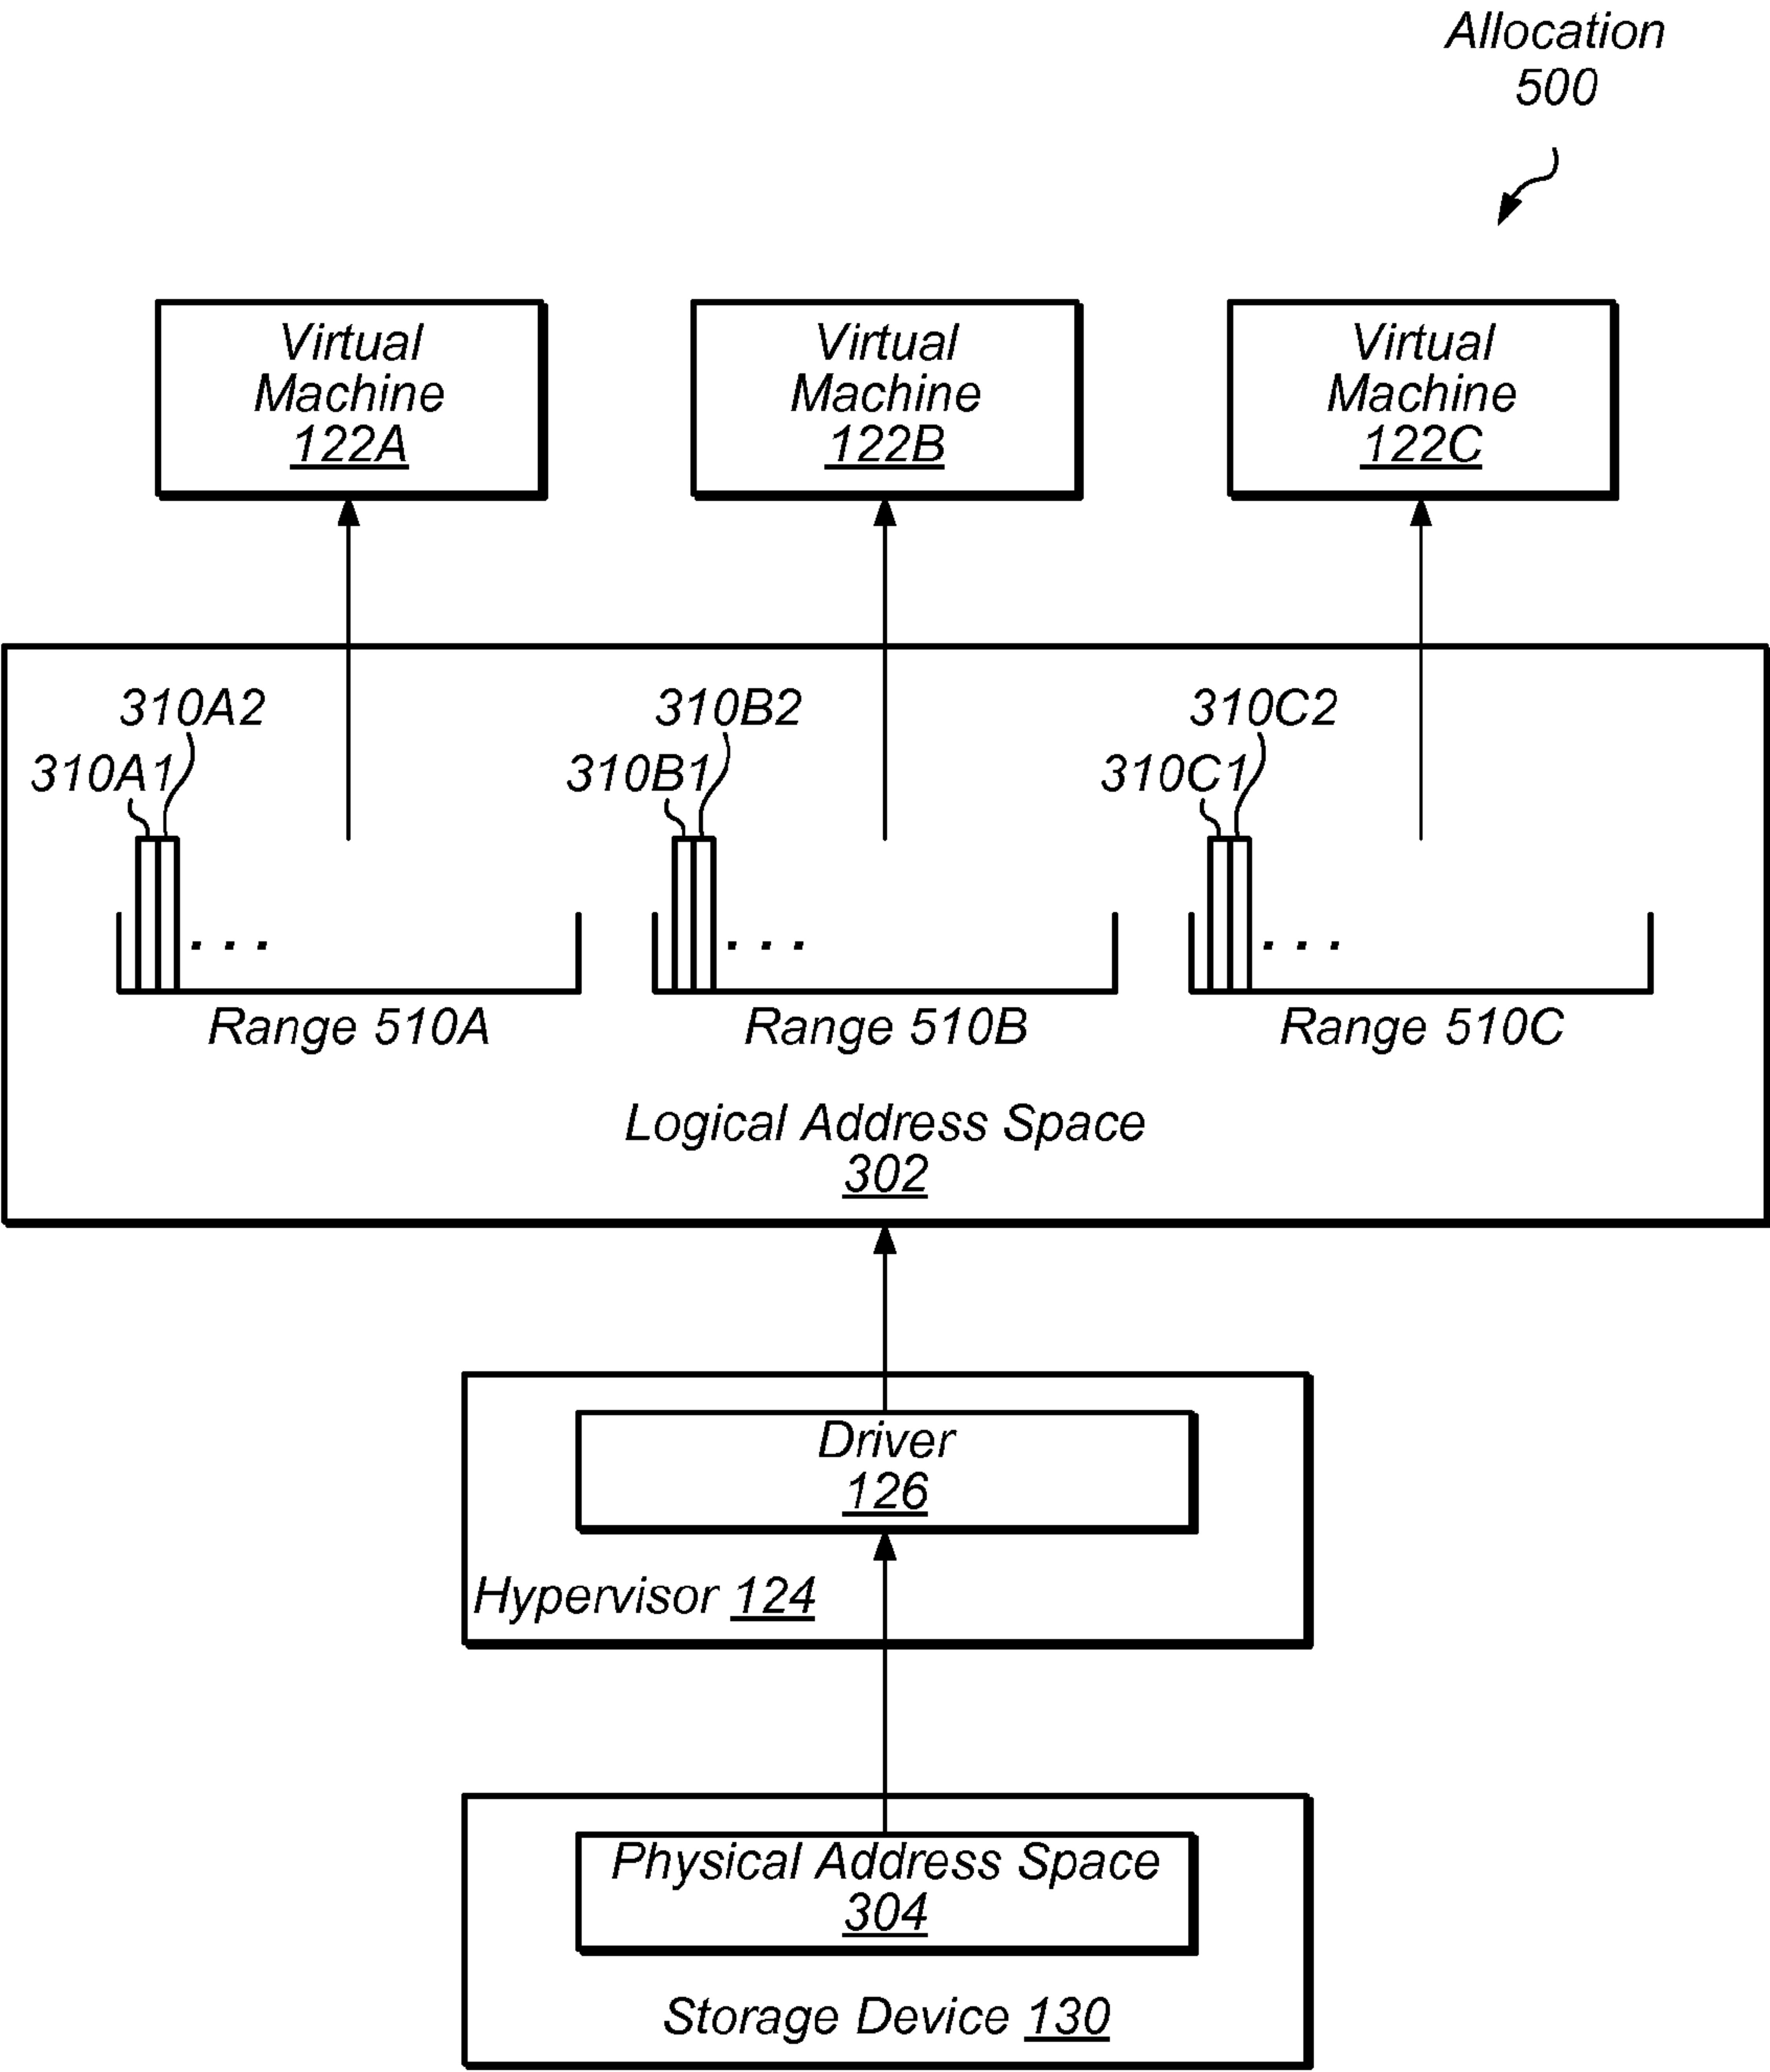 Allocation
500
Virtual
Machine
122A
Virtual
Machine
122B
Virtual
Machine
122C
310A2
310A1
310B2
310B1
310C2
310C1
. . .
. . .
. . .
Range 510A
Range 510B
Range 510C
Logical Address Space
302
Driver
126
Hypervisor 124
Physical Address Space
304
Storage Device 130